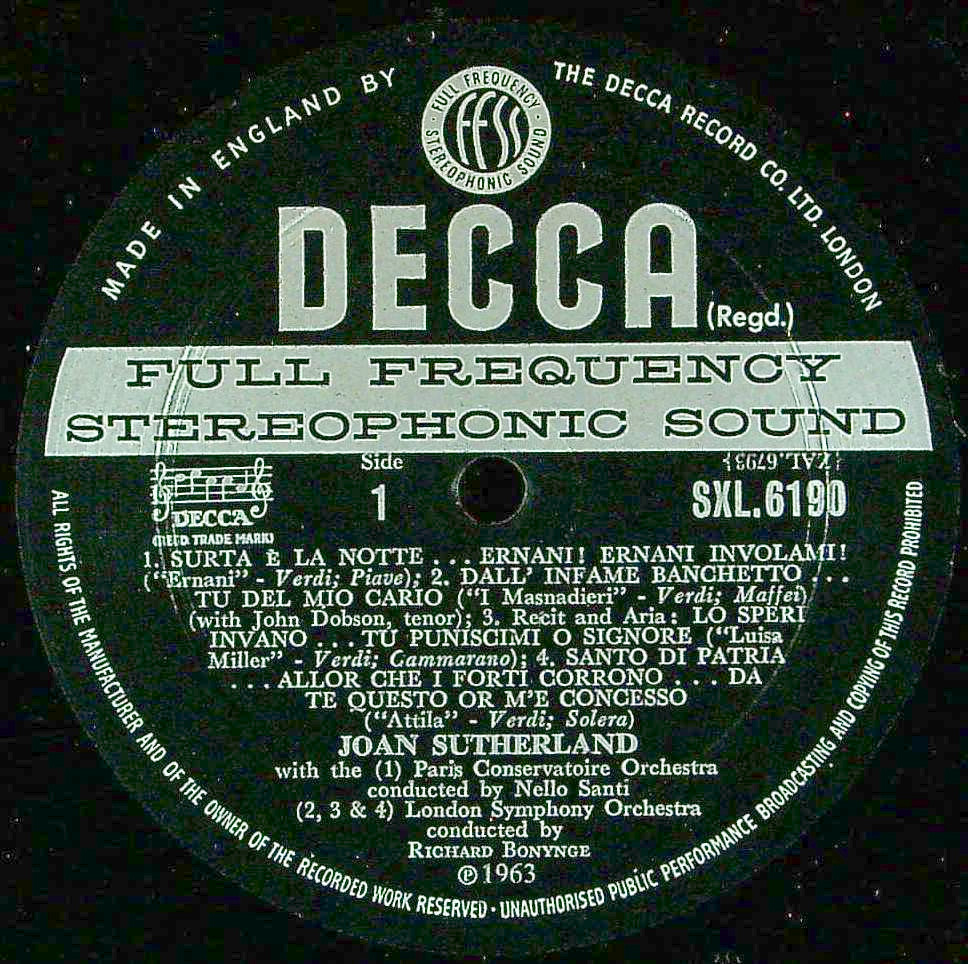 MADE IN ENGLAND BY
THE DECCA RECORD CO. LTD. LONDON
FULL FREQUENCY
ffss
STEREOPHONIC SOUND
DECCA (Regd.)
FULL FREQUENCY
STEREOPHONIC SOUND
DECCA
(REGD. TRADE MARK)
Side
1
ZAL.6793
SXL.6190
1. SURTA È LA NOTTE ... ERNANI! ERNANI INVOLAMI!
("Ernani" - Verdi; Piave); 2. DALL' INFAME BANCHETTO ...
TU DEL MIO CARIO ("I Masnadieri" - Verdi; Maffei)
(with John Dobson, tenor); 3. Recit and Aria: LO SPERI
INVANO ... TU PUNISCIMI O SIGNORE ("Luisa
Miller" - Verdi; Cammarano); 4. SANTO DI PATRIA
... ALLOR CHE I FORTI CORRONO ... DA
TE QUESTO OR M'E CONCESSO
("Attila" - Verdi; Solera)
JOAN SUTHERLAND
with the (1) Paris Conservatoire Orchestra
conducted by Nello Santi
(2, 3 & 4) London Symphony Orchestra
conducted by
RICHARD BONYNGE
℗ 1963
ALL RIGHTS OF THE MANUFACTURER AND OF THE OWNER OF THE RECORDED WORK RESERVED · UNAUTHORISED PUBLIC PERFORMANCE BROADCASTING AND COPYING OF THIS RECORD PROHIBITED